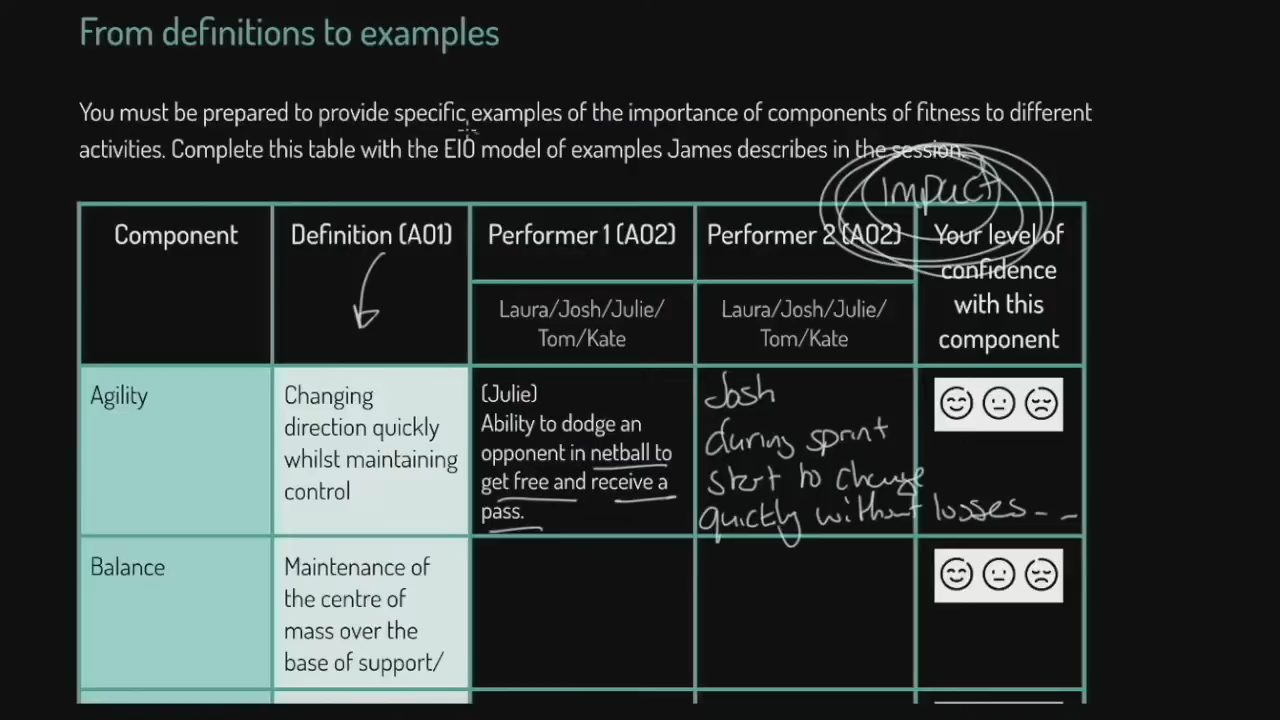 From definitions to examples
You must be prepared to provide specific examples of the importance of components of fitness to different
activities. Complete this table with the EIO model of examples James describes in the session.
Impact
Component
Definition (AO1)
Performer 1 (AO2)
Performer 2 (AO2)
Your level of
confidence
with this
component
Laura/Josh/Julie/
Tom/Kate
Laura/Josh/Julie/
Tom/Kate
Agility
Changing
direction quickly
whilst maintaining
control
(Julie)
Ability to dodge an
opponent in netball to
get free and receive a
pass.
Josh
during sprint
start to change
quickly without losses--
Balance
Maintenance of
the centre of
mass over the
base of support/